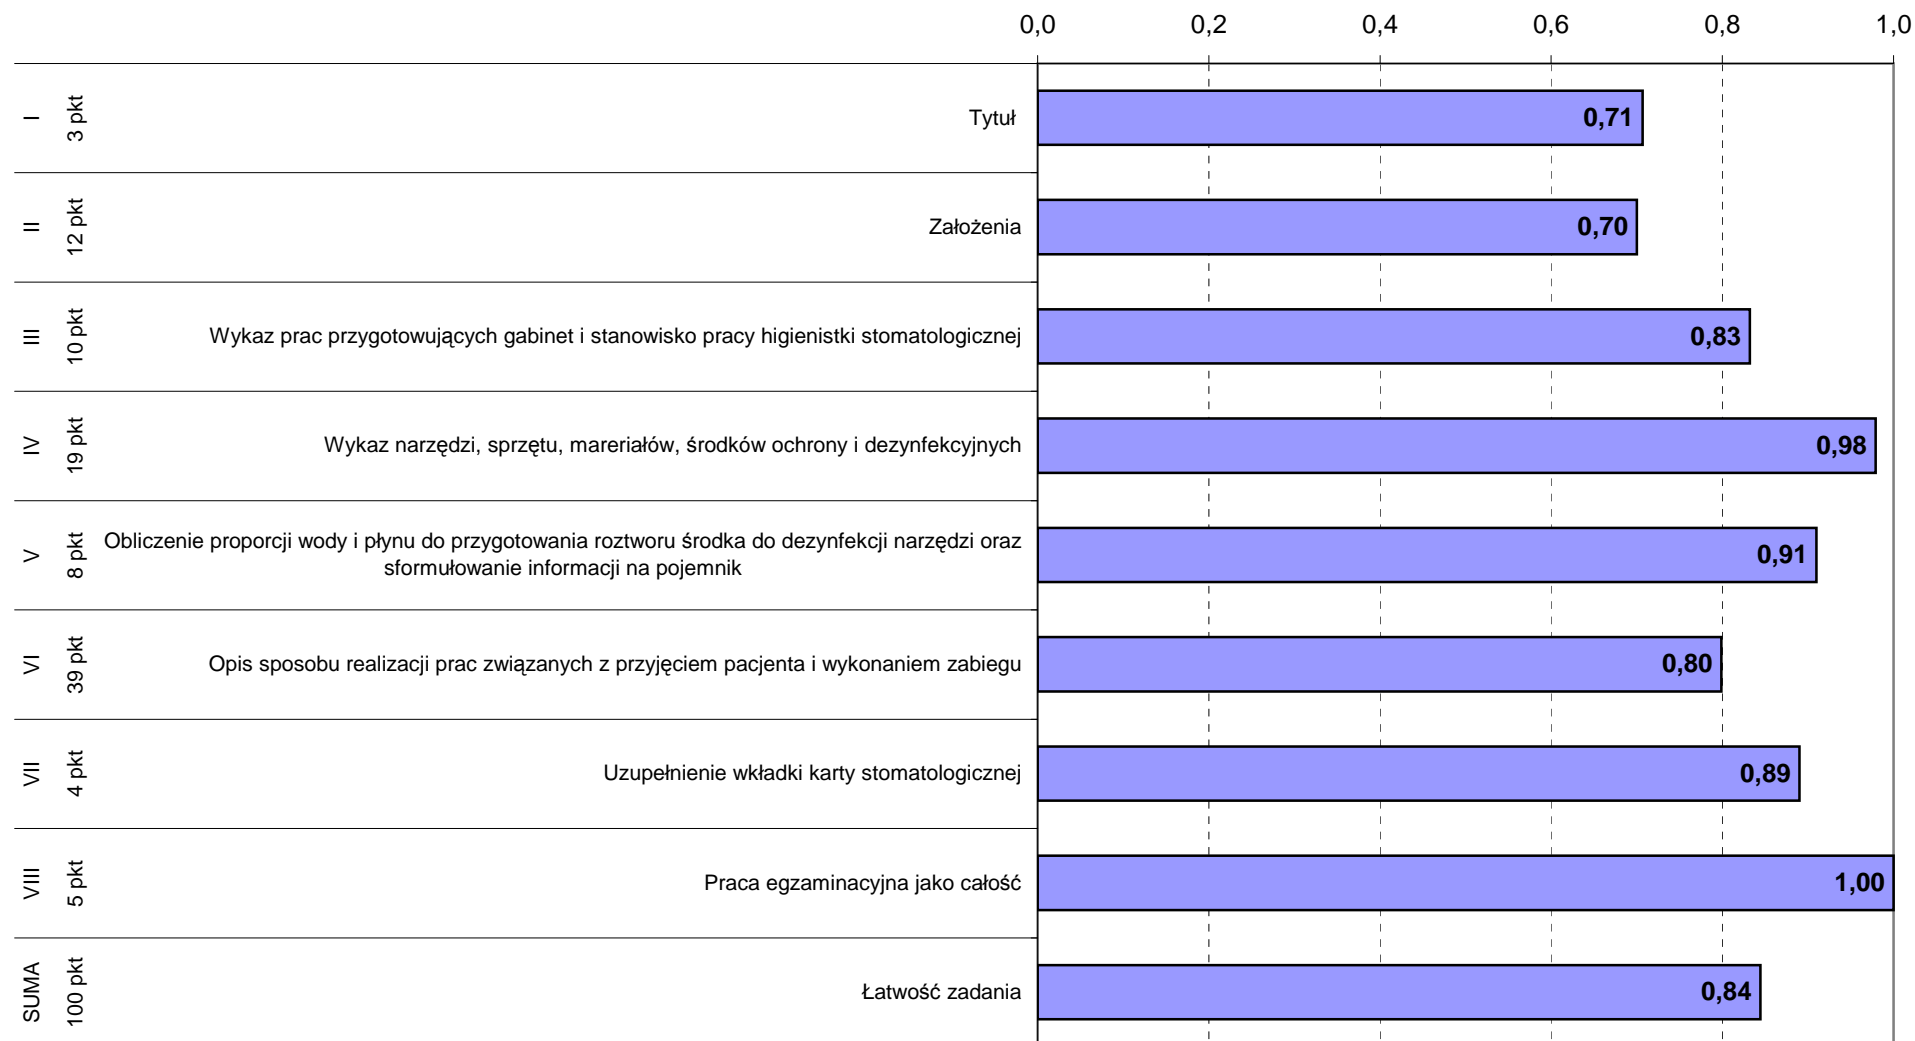 0,0 0,2 0,4 0,6 0,8 1,0
I 3 pkt Tytuł 0,71
II 12 pkt Założenia 0,70
III 10 pkt Wykaz prac przygotowujących gabinet i stanowisko pracy higienistki stomatologicznej 0,83
IV 19 pkt Wykaz narzędzi, sprzętu, mareriałów, środków ochrony i dezynfekcyjnych 0,98
V 8 pkt Obliczenie proporcji wody i płynu do przygotowania roztworu środka do dezynfekcji narzędzi oraz
sformułowanie informacji na pojemnik 0,91
VI 39 pkt Opis sposobu realizacji prac związanych z przyjęciem pacjenta i wykonaniem zabiegu 0,80
VII 4 pkt Uzupełnienie wkładki karty stomatologicznej 0,89
VIII 5 pkt Praca egzaminacyjna jako całość 1,00
SUMA 100 pkt Łatwość zadania 0,84